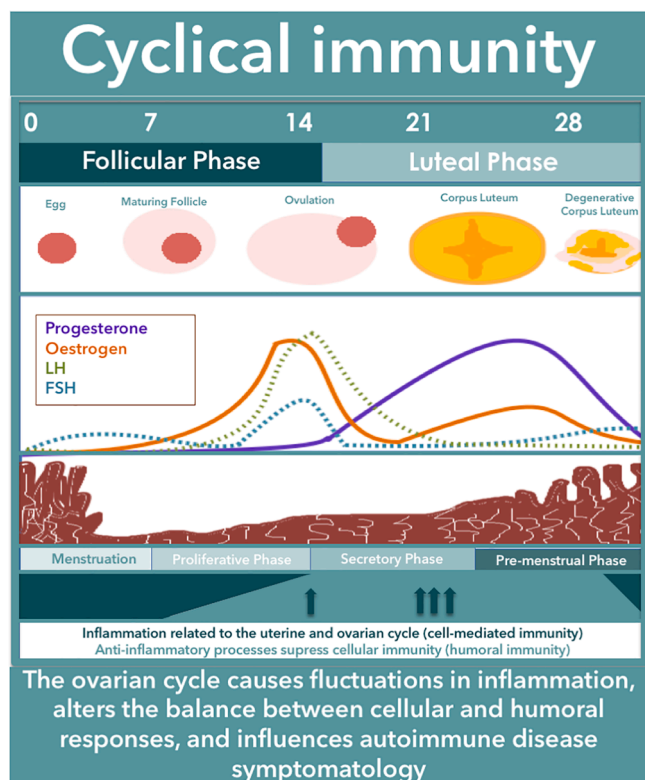 Cyclical immunity
0 7 14 21 28
Follicular Phase Luteal Phase
Egg Maturing Follicle Ovulation Corpus Luteum Degenerative
Corpus Luteum
Progesterone
Oestrogen
LH
FSH
Menstruation Proliferative Phase Secretory Phase Pre-menstrual Phase
Inflammation related to the uterine and ovarian cycle (cell-mediated immunity)
Anti-inflammatory processes supress cellular immunity (humoral immunity)
The ovarian cycle causes fluctuations in inflammation,
alters the balance between cellular and humoral
responses, and influences autoimmune disease
symptomatology